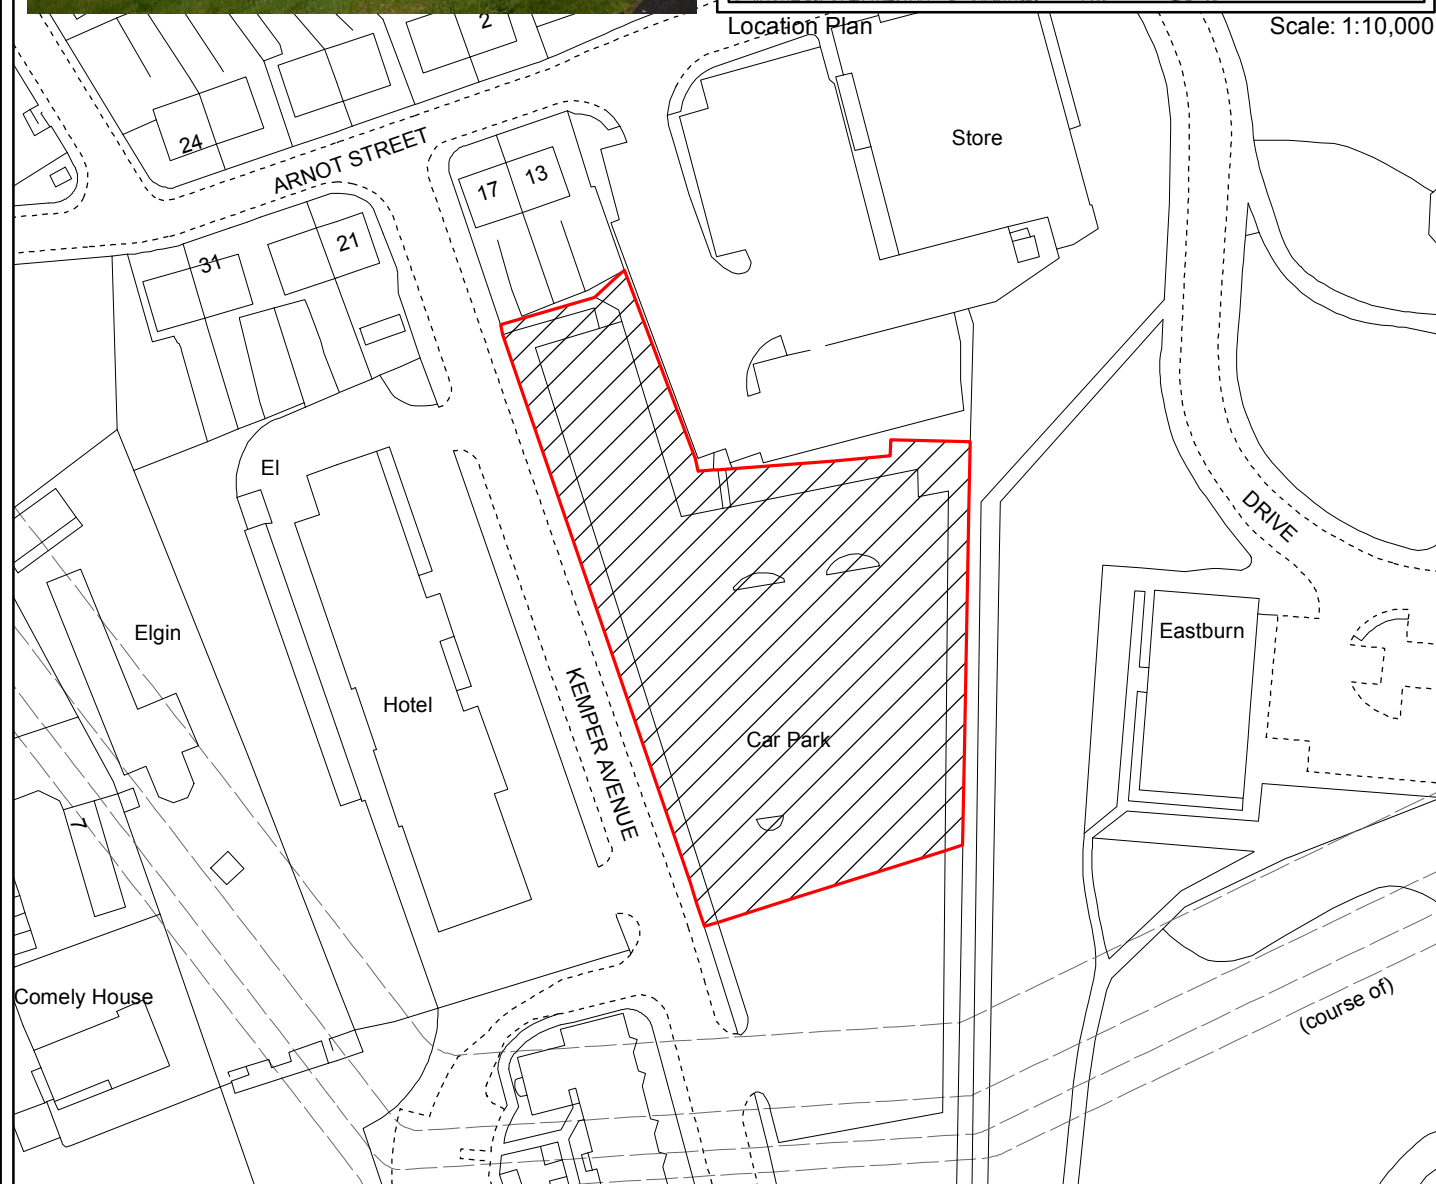 Location Plan
Scale: 1:10,000
2
24
ARNOT STREET
17
13
Store
31
21
El
DRIVE
Elgin
Hotel
Eastburn
KEMPER AVENUE
Car Park
7
Comely House
(course of)